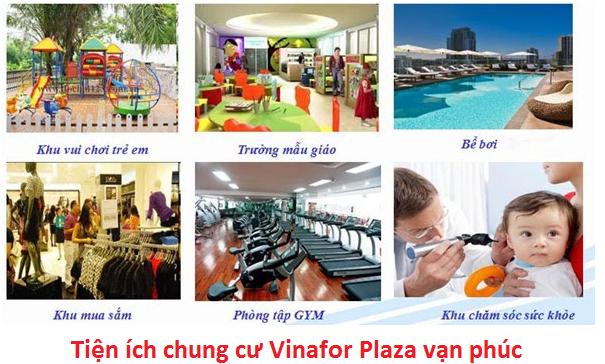 Khu vui chơi trẻ em
Trường mẫu giáo
Bể bơi
Khu mua sắm
Phòng tập GYM
Khu chăm sóc sức khỏe
Tiện ích chung cư Vinafor Plaza vạn phúc